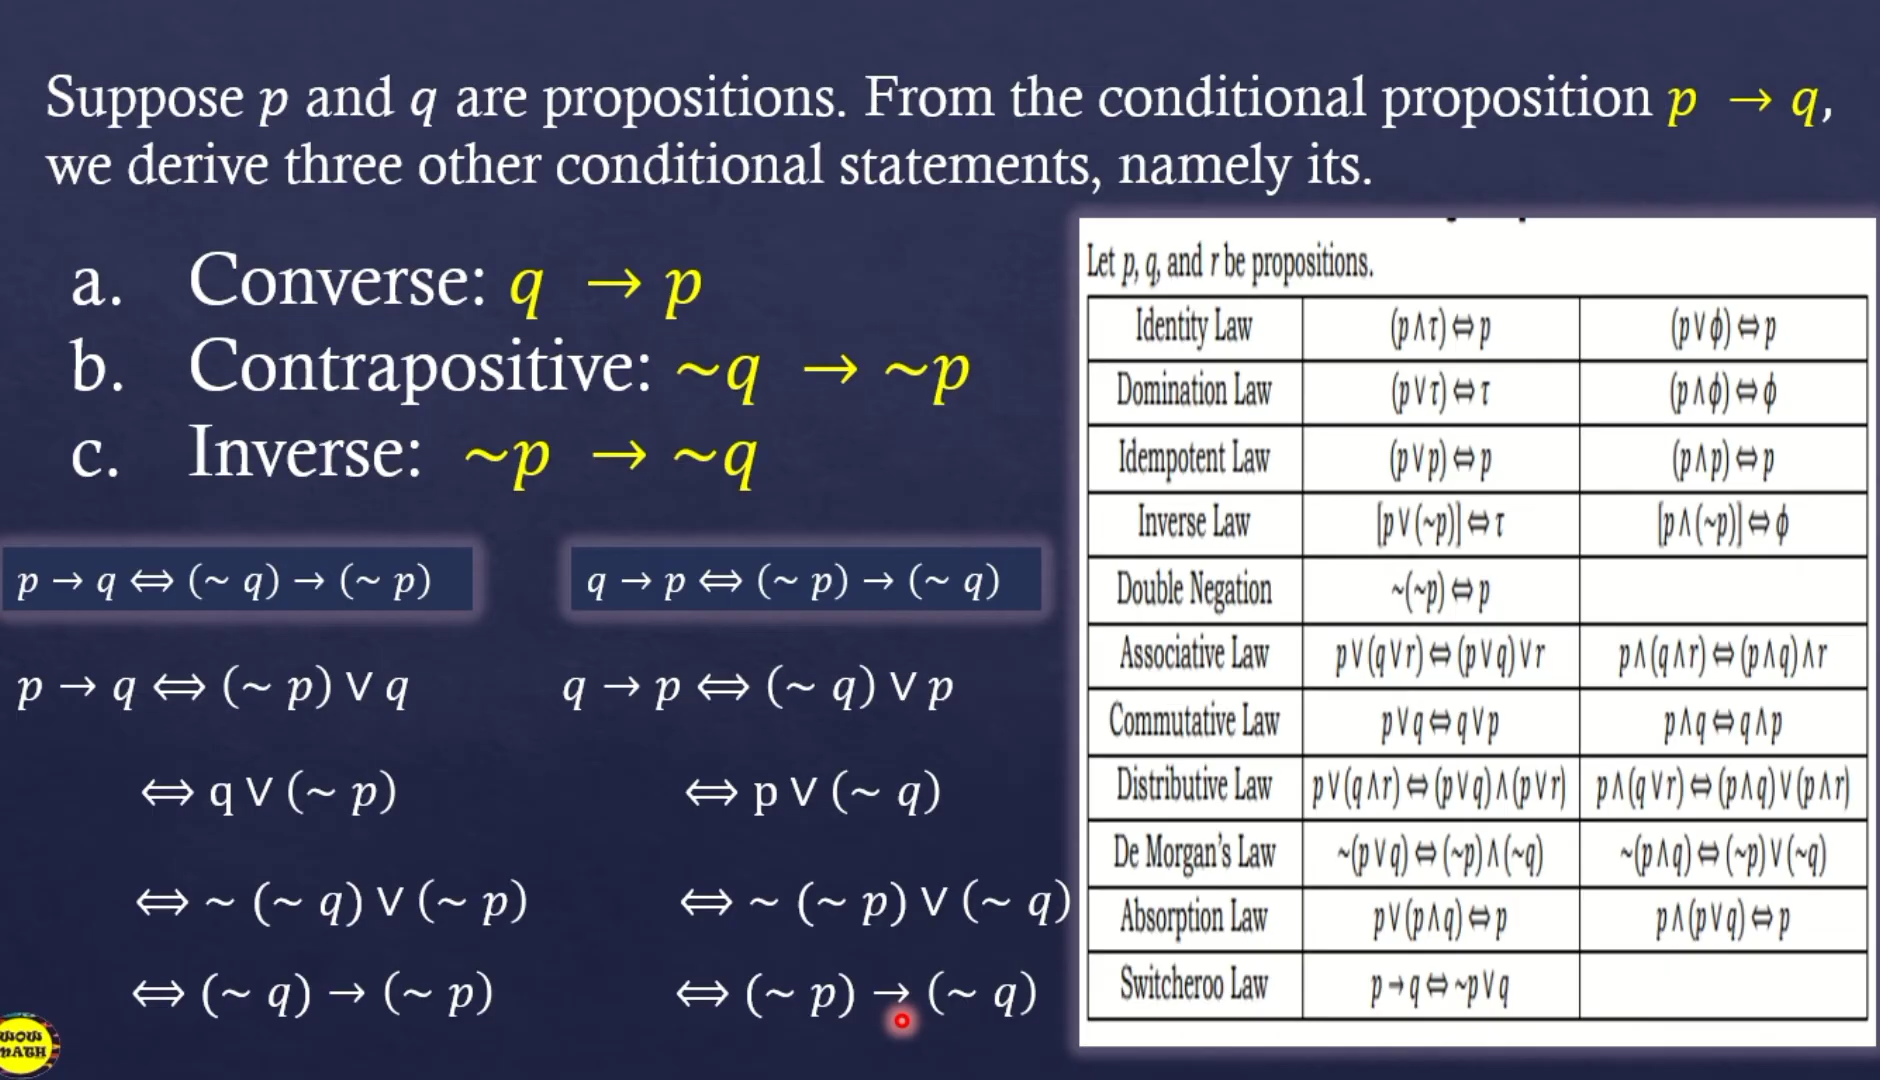 Suppose p and q are propositions. From the conditional proposition p → q,
we derive three other conditional statements, namely its.
a. Converse: q → p
b. Contrapositive: ~q → ~p
c. Inverse: ~p → ~q
p → q ⇔ (~ q) → (~ p)
p → q ⇔ (~ p) ∨ q
⇔ q ∨ (~ p)
⇔ ~ (~ q) ∨ (~ p)
⇔ (~ q) → (~ p)
q → p ⇔ (~ p) → (~ q)
q → p ⇔ (~ q) ∨ p
⇔ p ∨ (~ q)
⇔ ~ (~ p) ∨ (~ q)
⇔ (~ p) → (~ q)
Let p, q, and r be propositions.
Identity Law (p∧τ)⇔p (p∨ϕ)⇔p
Domination Law (p∨τ)⇔τ (p∧ϕ)⇔ϕ
Idempotent Law (p∨p)⇔p (p∧p)⇔p
Inverse Law [p∨(~p)]⇔τ [p∧(~p)]⇔ϕ
Double Negation ~(~p)⇔p
Associative Law p∨(q∨r)⇔(p∨q)∨r p∧(q∧r)⇔(p∧q)∧r
Commutative Law p∨q⇔q∨p p∧q⇔q∧p
Distributive Law p∨(q∧r)⇔(p∨q)∧(p∨r) p∧(q∨r)⇔(p∧q)∨(p∧r)
De Morgan's Law ~(p∨q)⇔(~p)∧(~q) ~(p∧q)⇔(~p)∨(~q)
Absorption Law p∨(p∧q)⇔p p∧(p∨q)⇔p
Switcheroo Law p→q⇔~p∨q
WOW
MATH